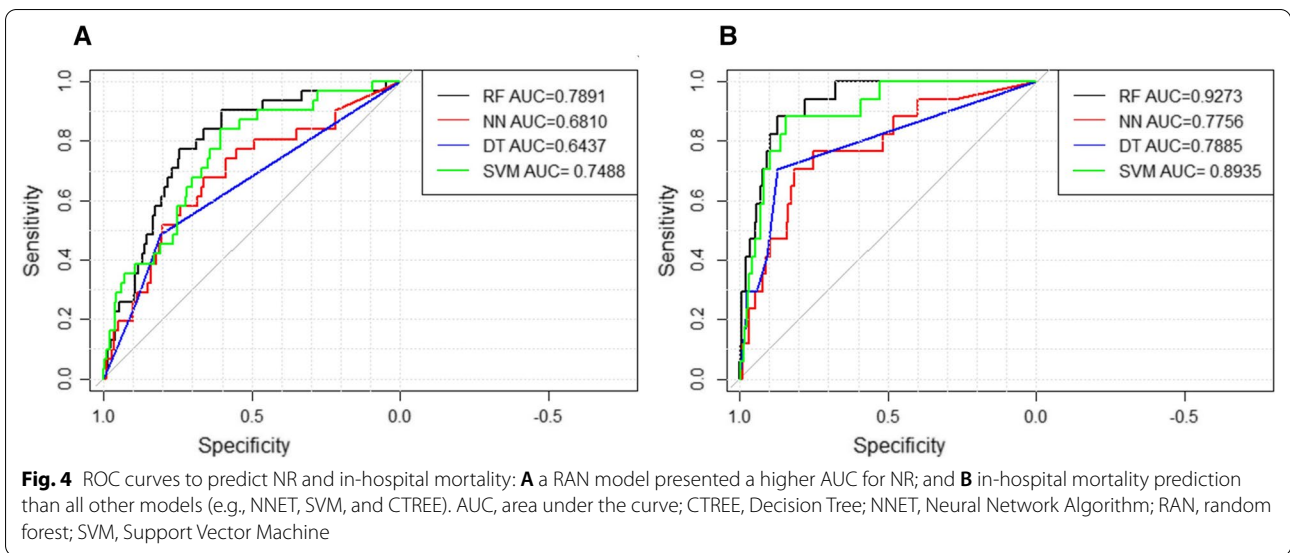 A
B
1.0
0.8
0.6
0.4
0.2
0.0
Sensitivity
RF AUC=0.7891
NN AUC=0.6810
DT AUC=0.6437
SVM AUC= 0.7488
1.0 0.5 0.0 -0.5
Specificity
1.0
0.8
0.6
0.4
0.2
0.0
Sensitivity
RF AUC=0.9273
NN AUC=0.7756
DT AUC=0.7885
SVM AUC= 0.8935
1.0 0.5 0.0 -0.5
Specificity
Fig. 4 ROC curves to predict NR and in-hospital mortality: A a RAN model presented a higher AUC for NR; and B in-hospital mortality prediction
than all other models (e.g., NNET, SVM, and CTREE). AUC, area under the curve; CTREE, Decision Tree; NNET, Neural Network Algorithm; RAN, random
forest; SVM, Support Vector Machine